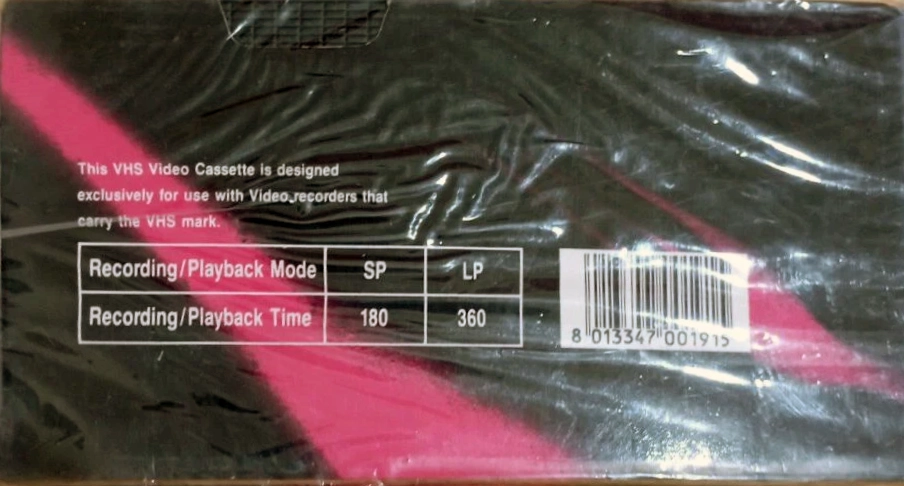 This VHS Video Cassette is designed
exclusively for use with Video recorders that
carry the VHS mark.
Recording/Playback Mode SP LP
Recording/Playback Time 180 360
8 013347 001915